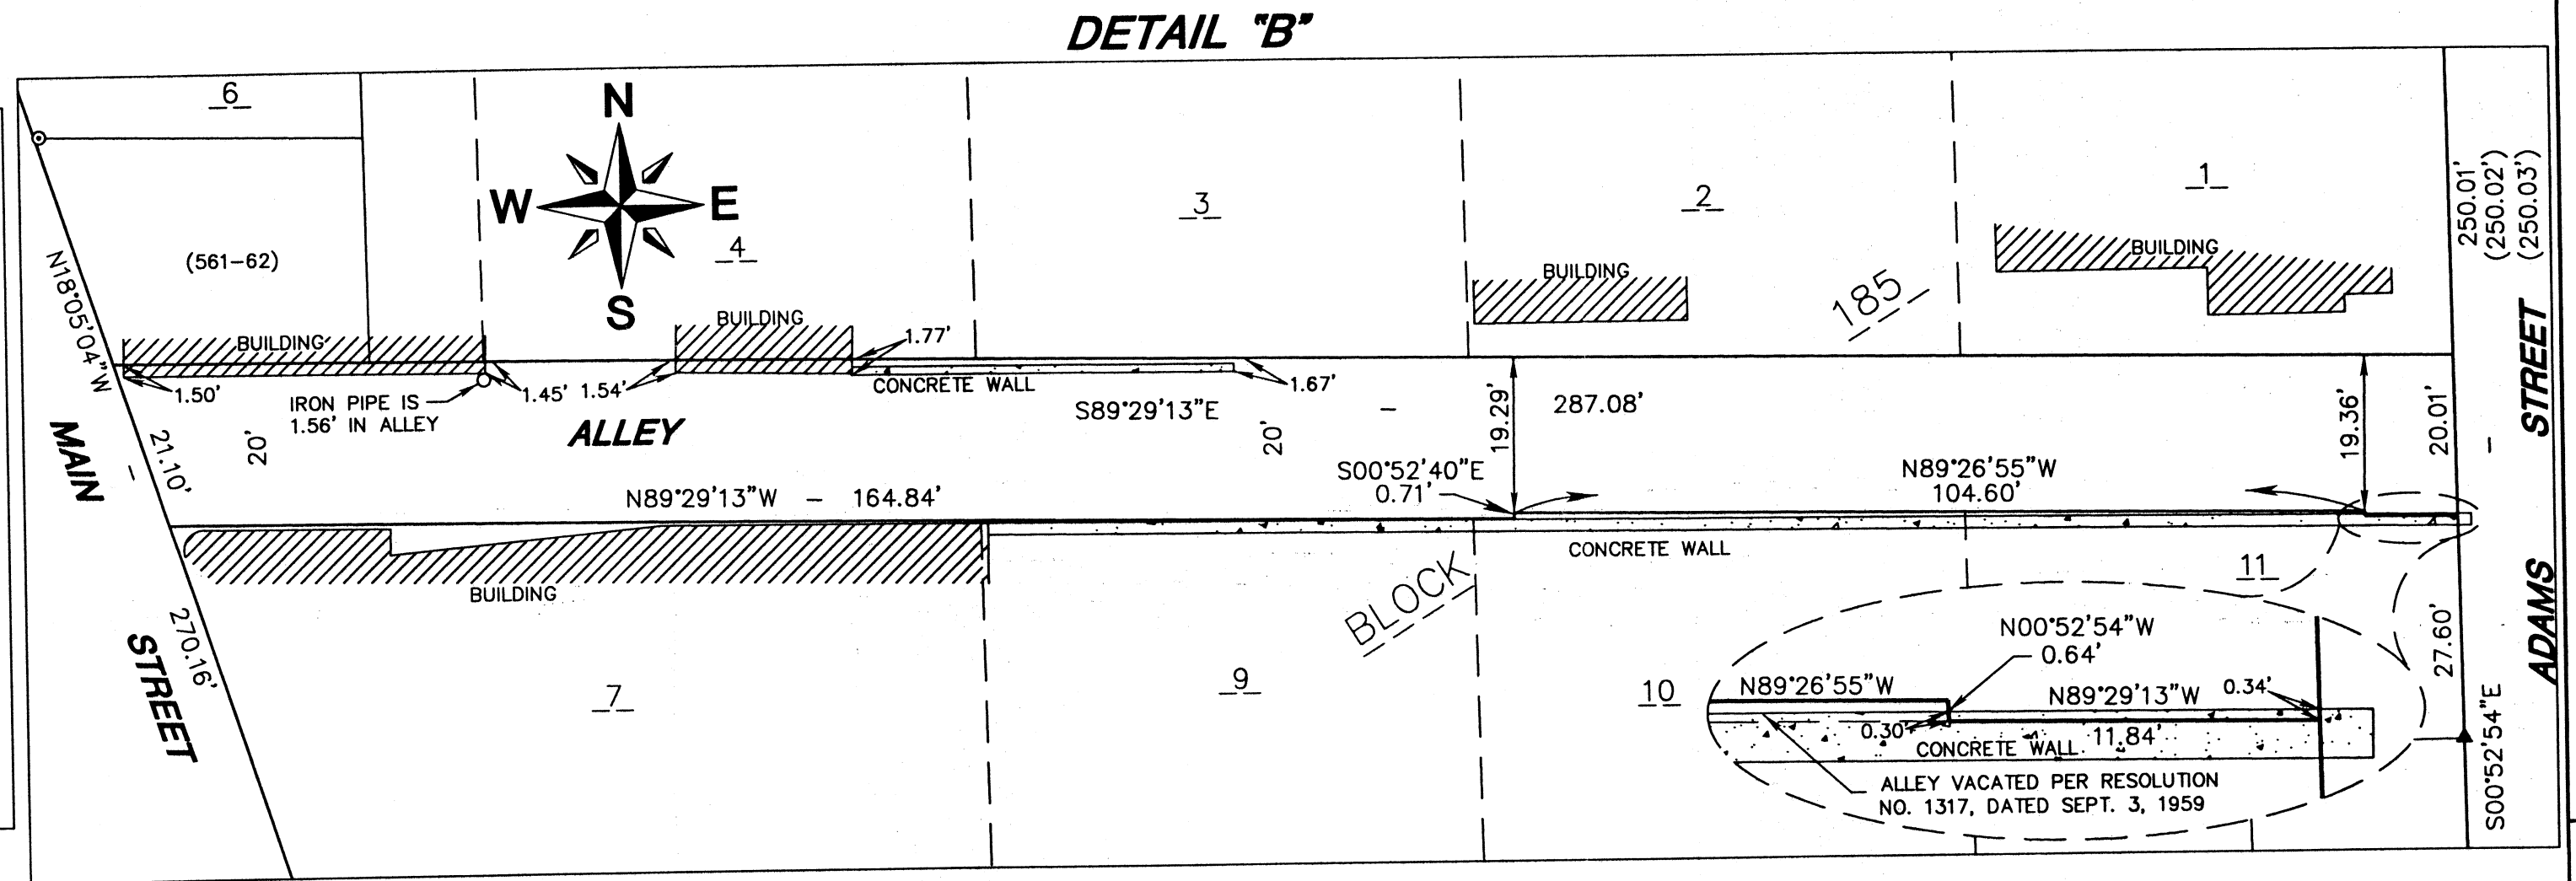 DETAIL "B"
6
N
W
E
S
4
3
2
1
(561-62)
N18°05'04"W
BUILDING
BUILDING
BUILDING
BUILDING
185
250.01'
(250.02')
(250.03')
1.50'
IRON PIPE IS
1.56' IN ALLEY
1.45'
1.54'
1.77'
CONCRETE WALL
1.67'
S89°29'13"E
-
287.08'
MAIN
-
21.10'
20'
ALLEY
20'
19.29'
19.36'
20.01'
-
STREET
N89°29'13"W - 164.84'
S00°52'40"E
0.71'
N89°26'55"W
104.60'
CONCRETE WALL
BUILDING
BLOCK
11
270.16'
STREET
7
9
10
N00°52'54"W
0.64'
N89°26'55"W
N89°29'13"W
0.34'
0.30'
11.84'
CONCRETE WALL
ALLEY VACATED PER RESOLUTION
NO. 1317, DATED SEPT. 3, 1959
27.60'
S00°52'54"E
ADAMS